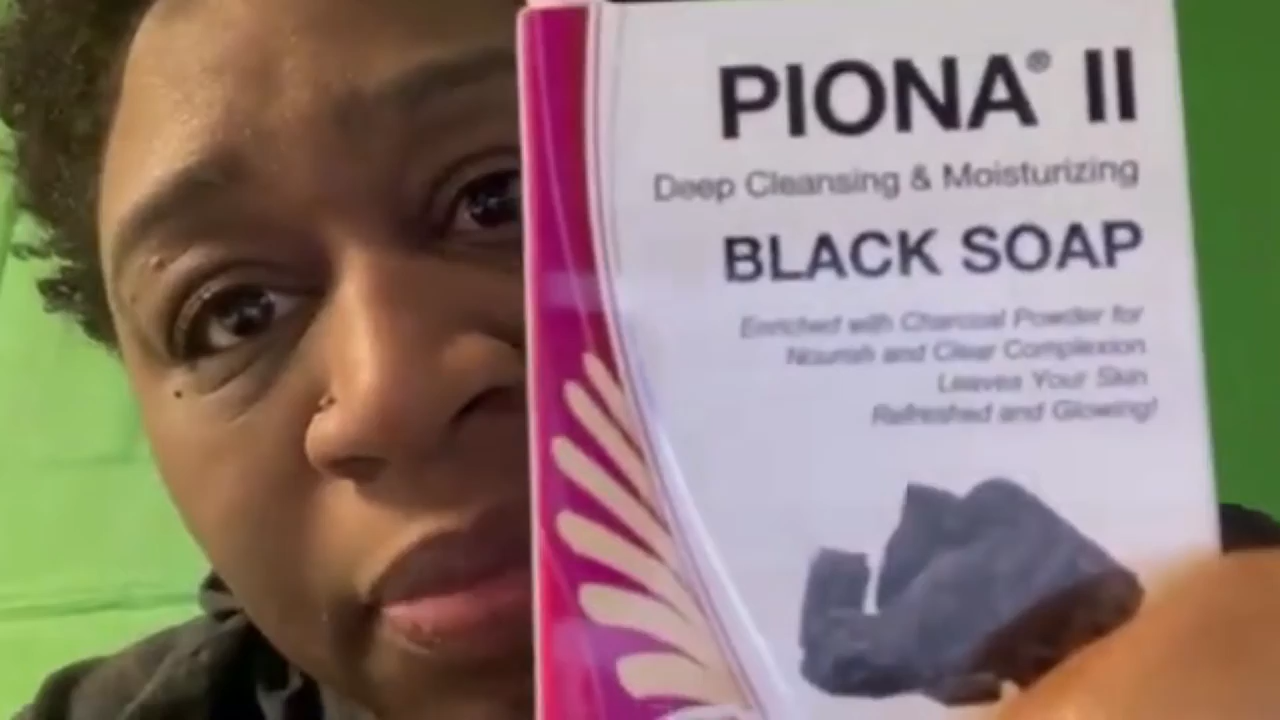 PIONA® II
Deep Cleansing & Moisturizing
BLACK SOAP
Enriched with Charcoal Powder for
Nourish and Clear Complexion
Leaves Your Skin
Refreshed and Glowing!